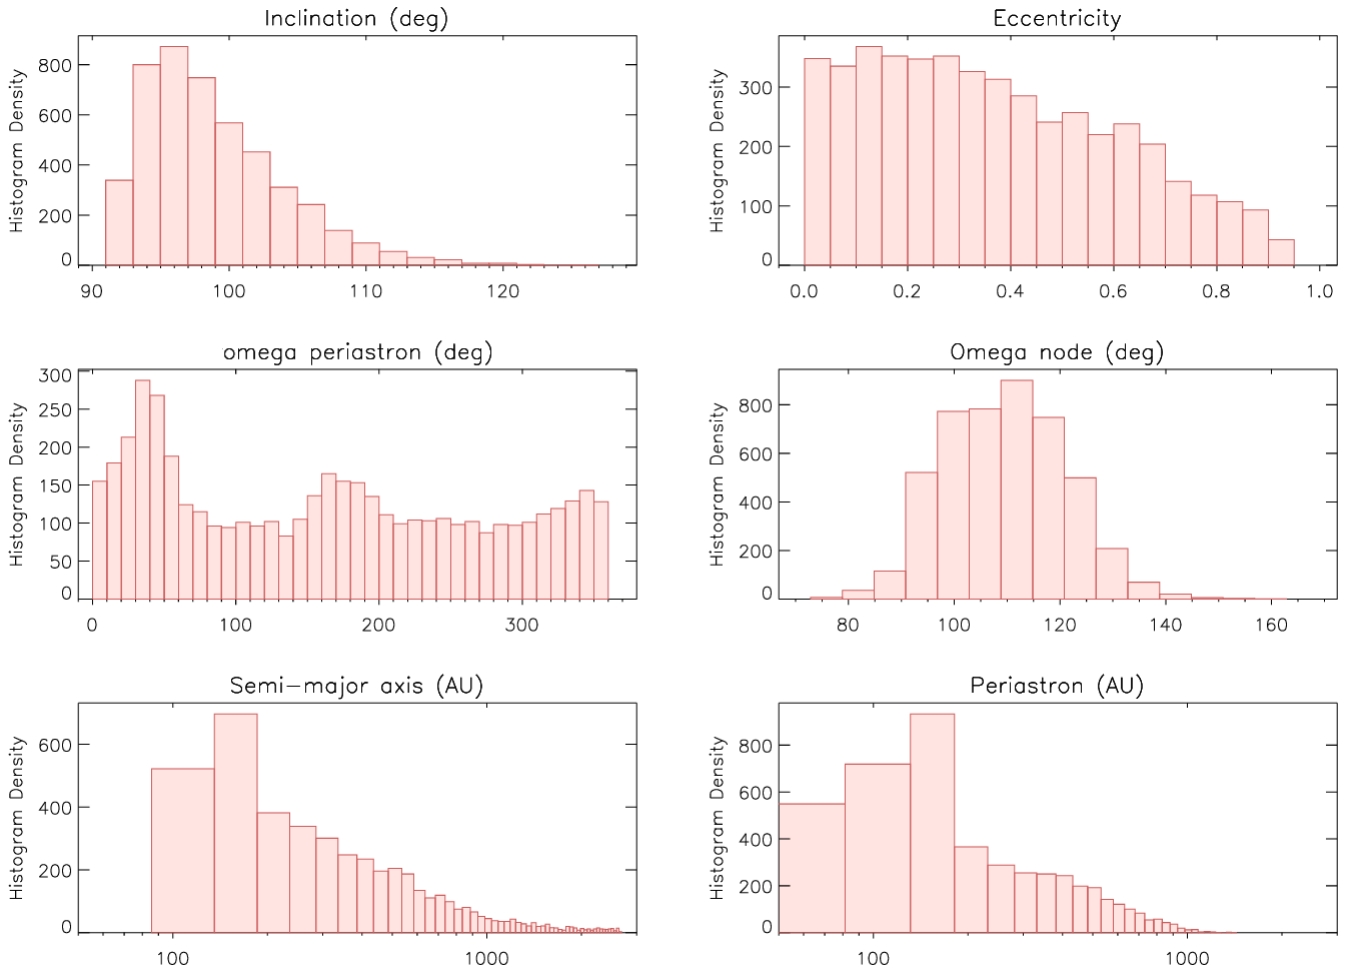 Inclination (deg)
Histogram Density
800
600
400
200
0
90 100 110 120
Eccentricity
Histogram Density
300
200
100
0
0.0 0.2 0.4 0.6 0.8 1.0
omega periastron (deg)
Histogram Density
300
250
200
150
100
50
0
0 100 200 300
Omega node (deg)
Histogram Density
800
600
400
200
0
80 100 120 140 160
Semi-major axis (AU)
Histogram Density
600
400
200
0
100 1000
Periastron (AU)
Histogram Density
800
600
400
200
0
100 1000